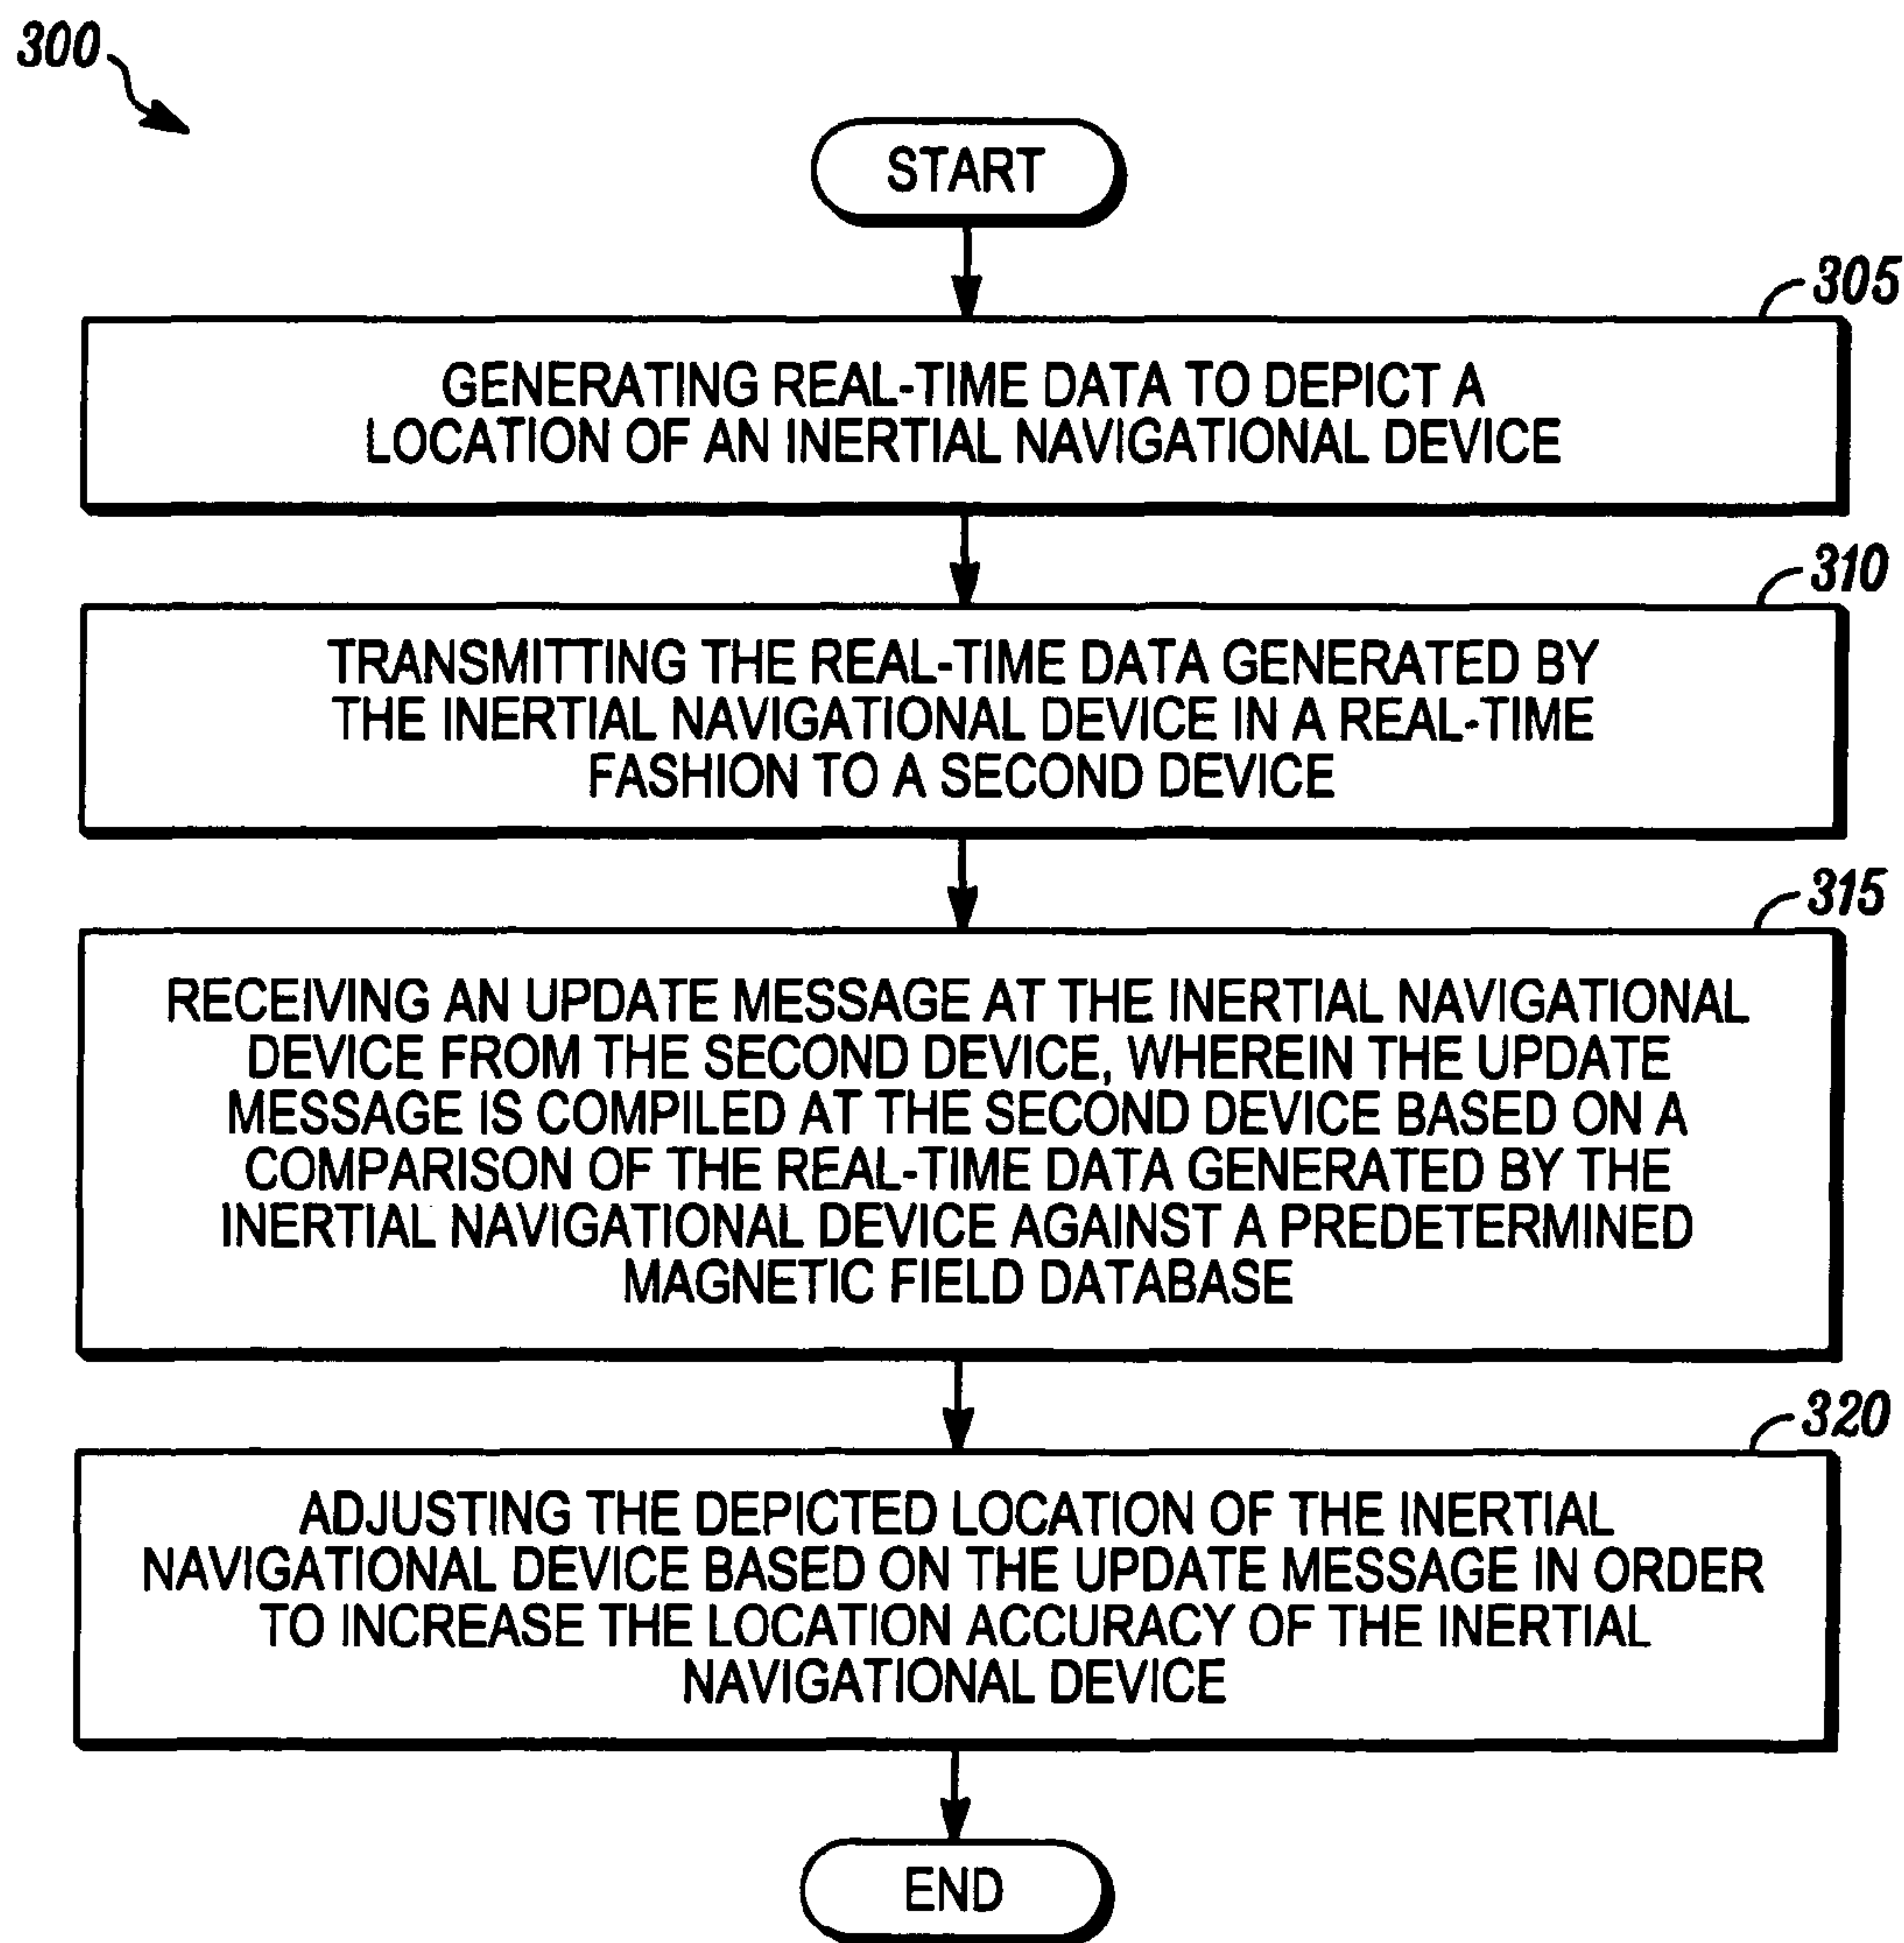 300
START
305
GENERATING REAL-TIME DATA TO DEPICT A
LOCATION OF AN INERTIAL NAVIGATIONAL DEVICE
310
TRANSMITTING THE REAL-TIME DATA GENERATED BY
THE INERTIAL NAVIGATIONAL DEVICE IN A REAL-TIME
FASHION TO A SECOND DEVICE
315
RECEIVING AN UPDATE MESSAGE AT THE INERTIAL NAVIGATIONAL
DEVICE FROM THE SECOND DEVICE, WHEREIN THE UPDATE
MESSAGE IS COMPILED AT THE SECOND DEVICE BASED ON A
COMPARISON OF THE REAL-TIME DATA GENERATED BY THE
INERTIAL NAVIGATIONAL DEVICE AGAINST A PREDETERMINED
MAGNETIC FIELD DATABASE
320
ADJUSTING THE DEPICTED LOCATION OF THE INERTIAL
NAVIGATIONAL DEVICE BASED ON THE UPDATE MESSAGE IN ORDER
TO INCREASE THE LOCATION ACCURACY OF THE INERTIAL
NAVIGATIONAL DEVICE
END